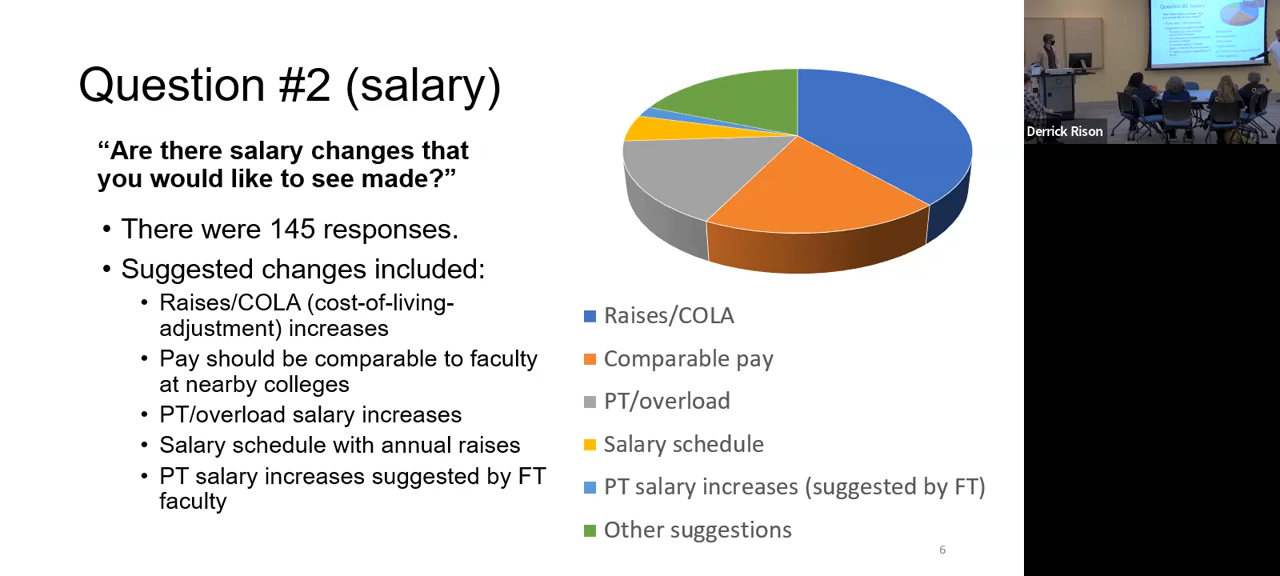 Question #2 (salary)
“Are there salary changes that
you would like to see made?”
• There were 145 responses.
• Suggested changes included:
• Raises/COLA (cost-of-living-
adjustment) increases
• Pay should be comparable to faculty
at nearby colleges
• PT/overload salary increases
• Salary schedule with annual raises
• PT salary increases suggested by FT
faculty
Raises/COLA
Comparable pay
PT/overload
Salary schedule
PT salary increases (suggested by FT)
Other suggestions
6
Derrick Rison